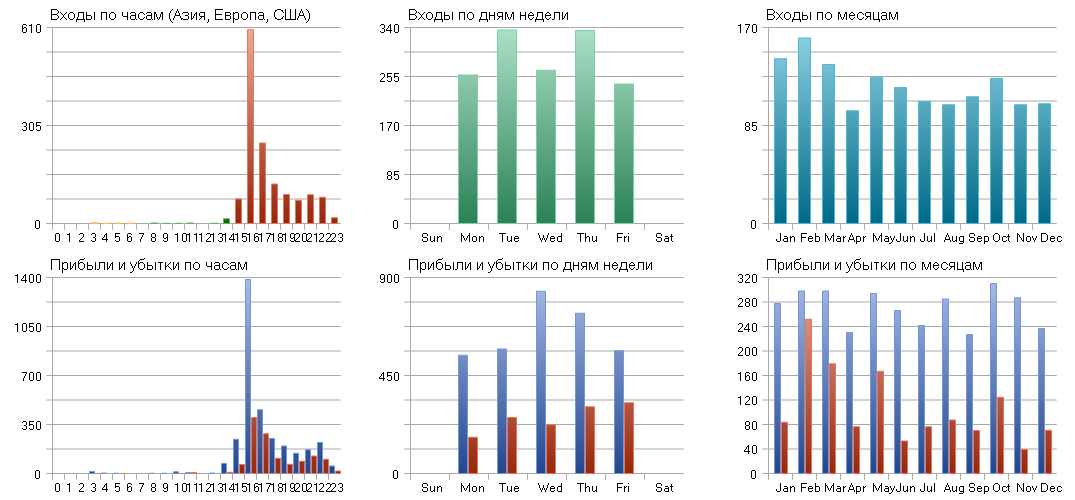 Входы по часам (Азия, Европа, США)
610
305
0
0 1 2 3 4 5 6 7 8 9 10 11 12 13 14 15 16 17 18 19 20 21 22 23
Входы по дням недели
340
255
170
85
0
Sun Mon Tue Wed Thu Fri Sat
Входы по месяцам
170
85
0
Jan Feb Mar Apr May Jun Jul Aug Sep Oct Nov Dec
Прибыли и убытки по часам
1400
1050
700
350
0
0 1 2 3 4 5 6 7 8 9 10 11 12 13 14 15 16 17 18 19 20 21 22 23
Прибыли и убытки по дням недели
900
450
0
Sun Mon Tue Wed Thu Fri Sat
Прибыли и убытки по месяцам
320
280
240
200
160
120
80
40
0
Jan Feb Mar Apr May Jun Jul Aug Sep Oct Nov Dec